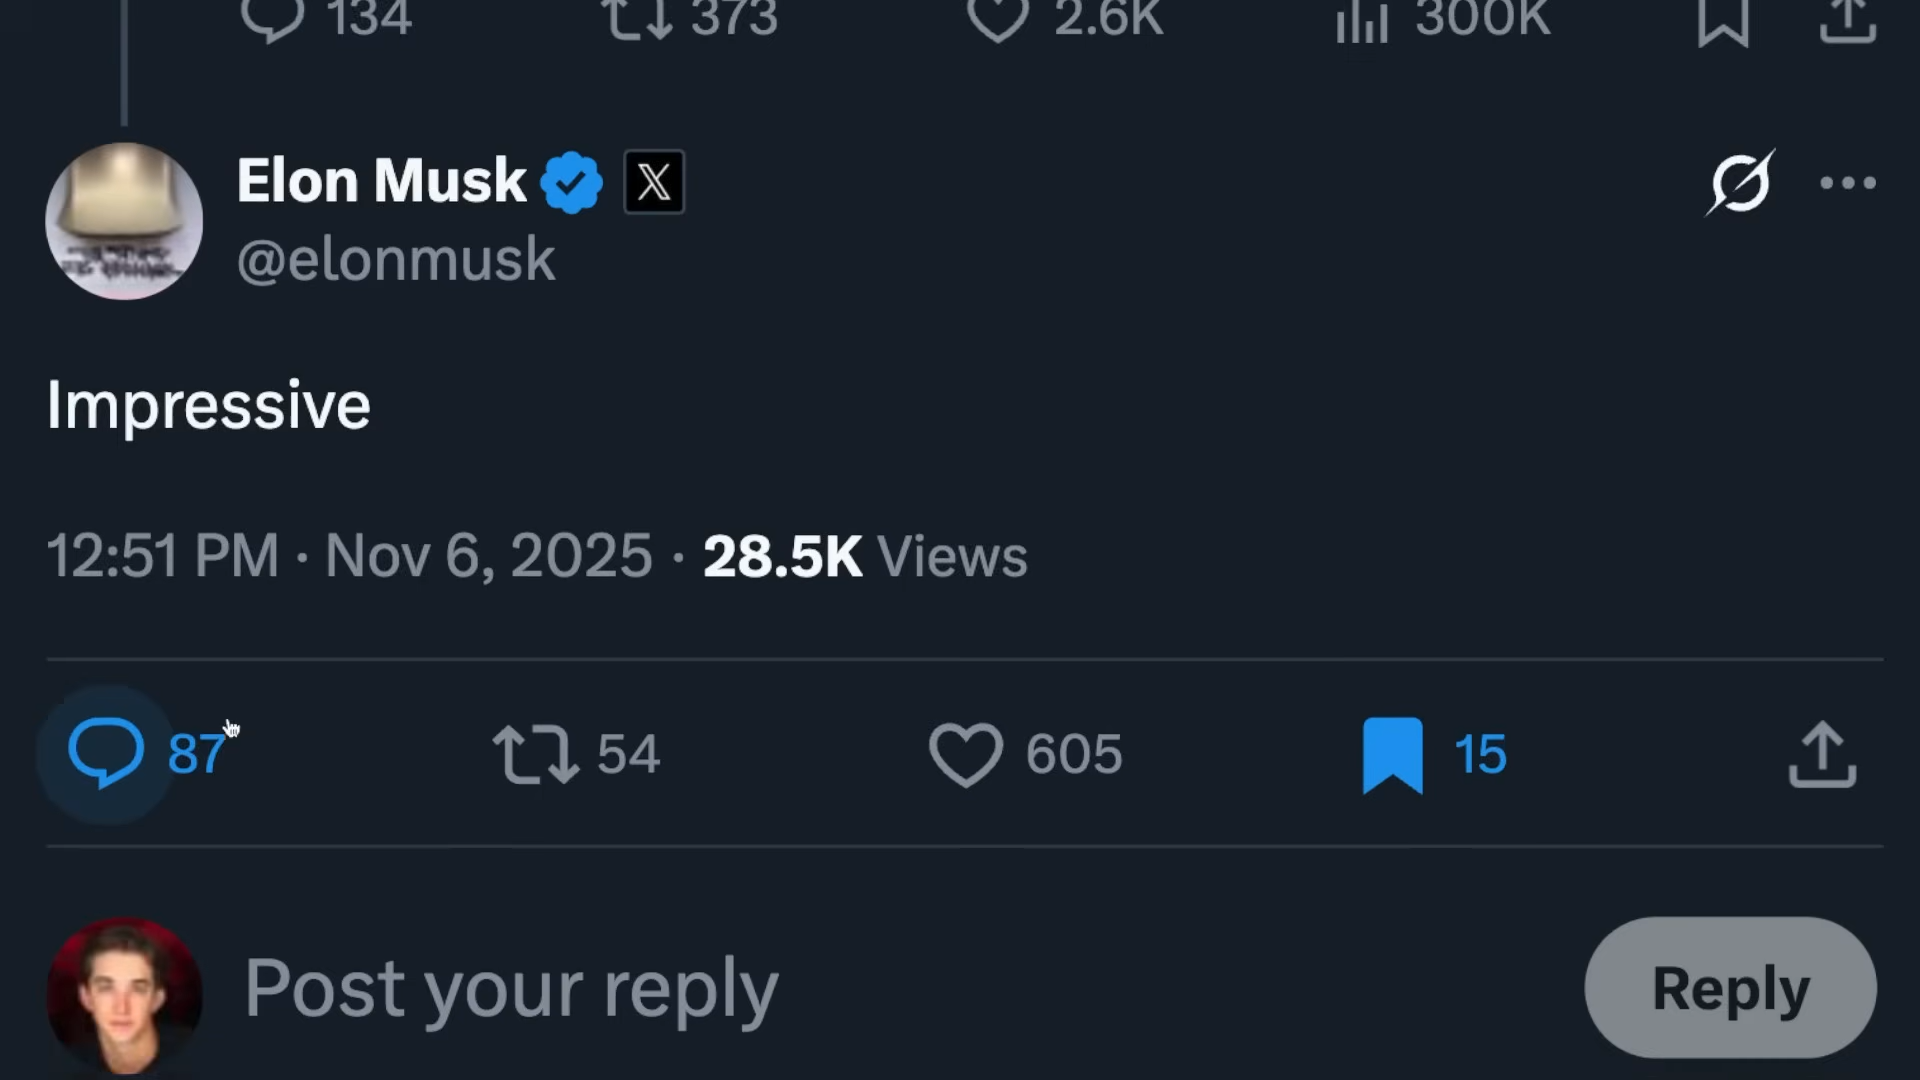 134 373 2.6K 300K
Elon Musk
@elonmusk
Impressive
12:51 PM · Nov 6, 2025 · 28.5K Views
87 54 605 15
Post your reply Reply